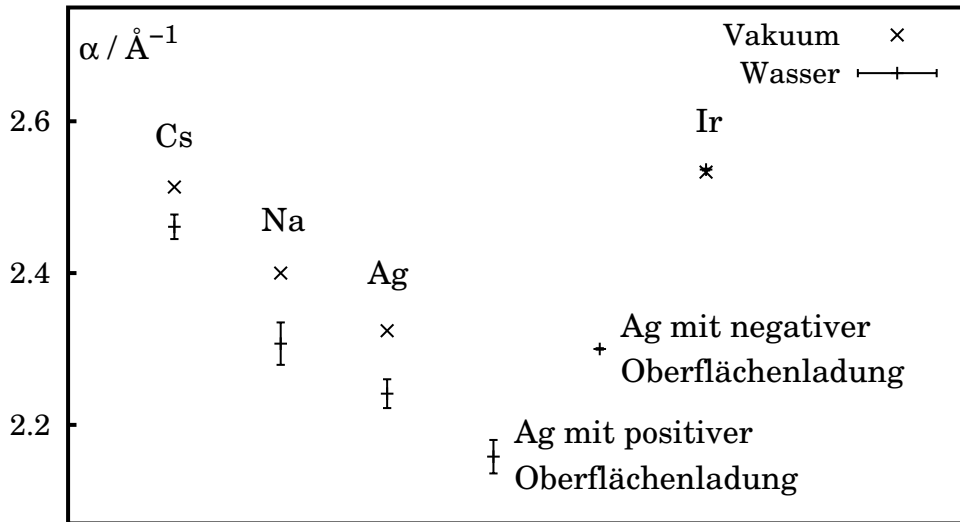 α / Å⁻¹
Vakuum
Wasser
2.6
Cs
Ir
Na
2.4
Ag
Ag mit negativer
Oberflächenladung
2.2
Ag mit positiver
Oberflächenladung